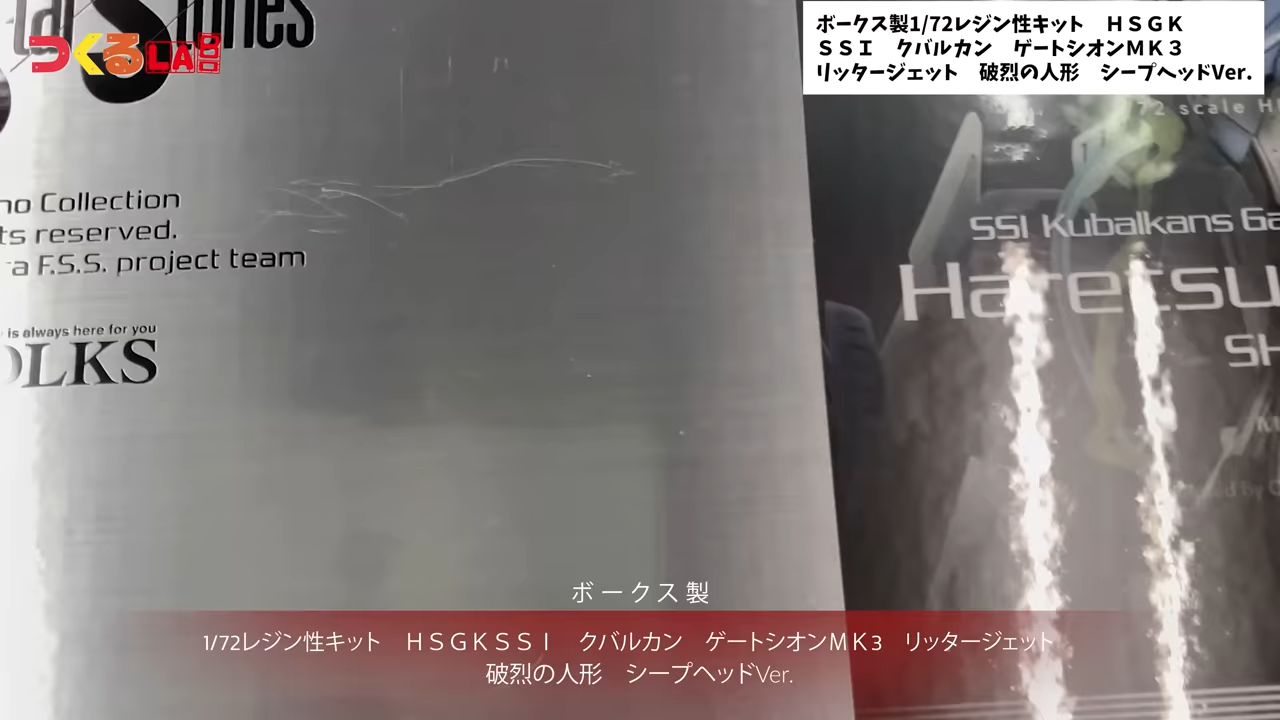 tories
つくるLABO
ボークス製1/72レジン性キット　ＨＳＧＫ
ＳＳＩ　クバルカン　ゲートシオンＭＫ３
リッタージェット　破烈の人形　シープヘッドVer.
72 scale H
no Collection
ts reserved.
ra F.S.S. project team
is always here for you
OLKS
SSI Kubalkans Ga
Haretsu
SH
ボークス製
1/72レジン性キット　ＨＳＧＫＳＳＩ　クバルカン　ゲートシオンＭＫ3　リッタージェット
破烈の人形　シープヘッドVer.